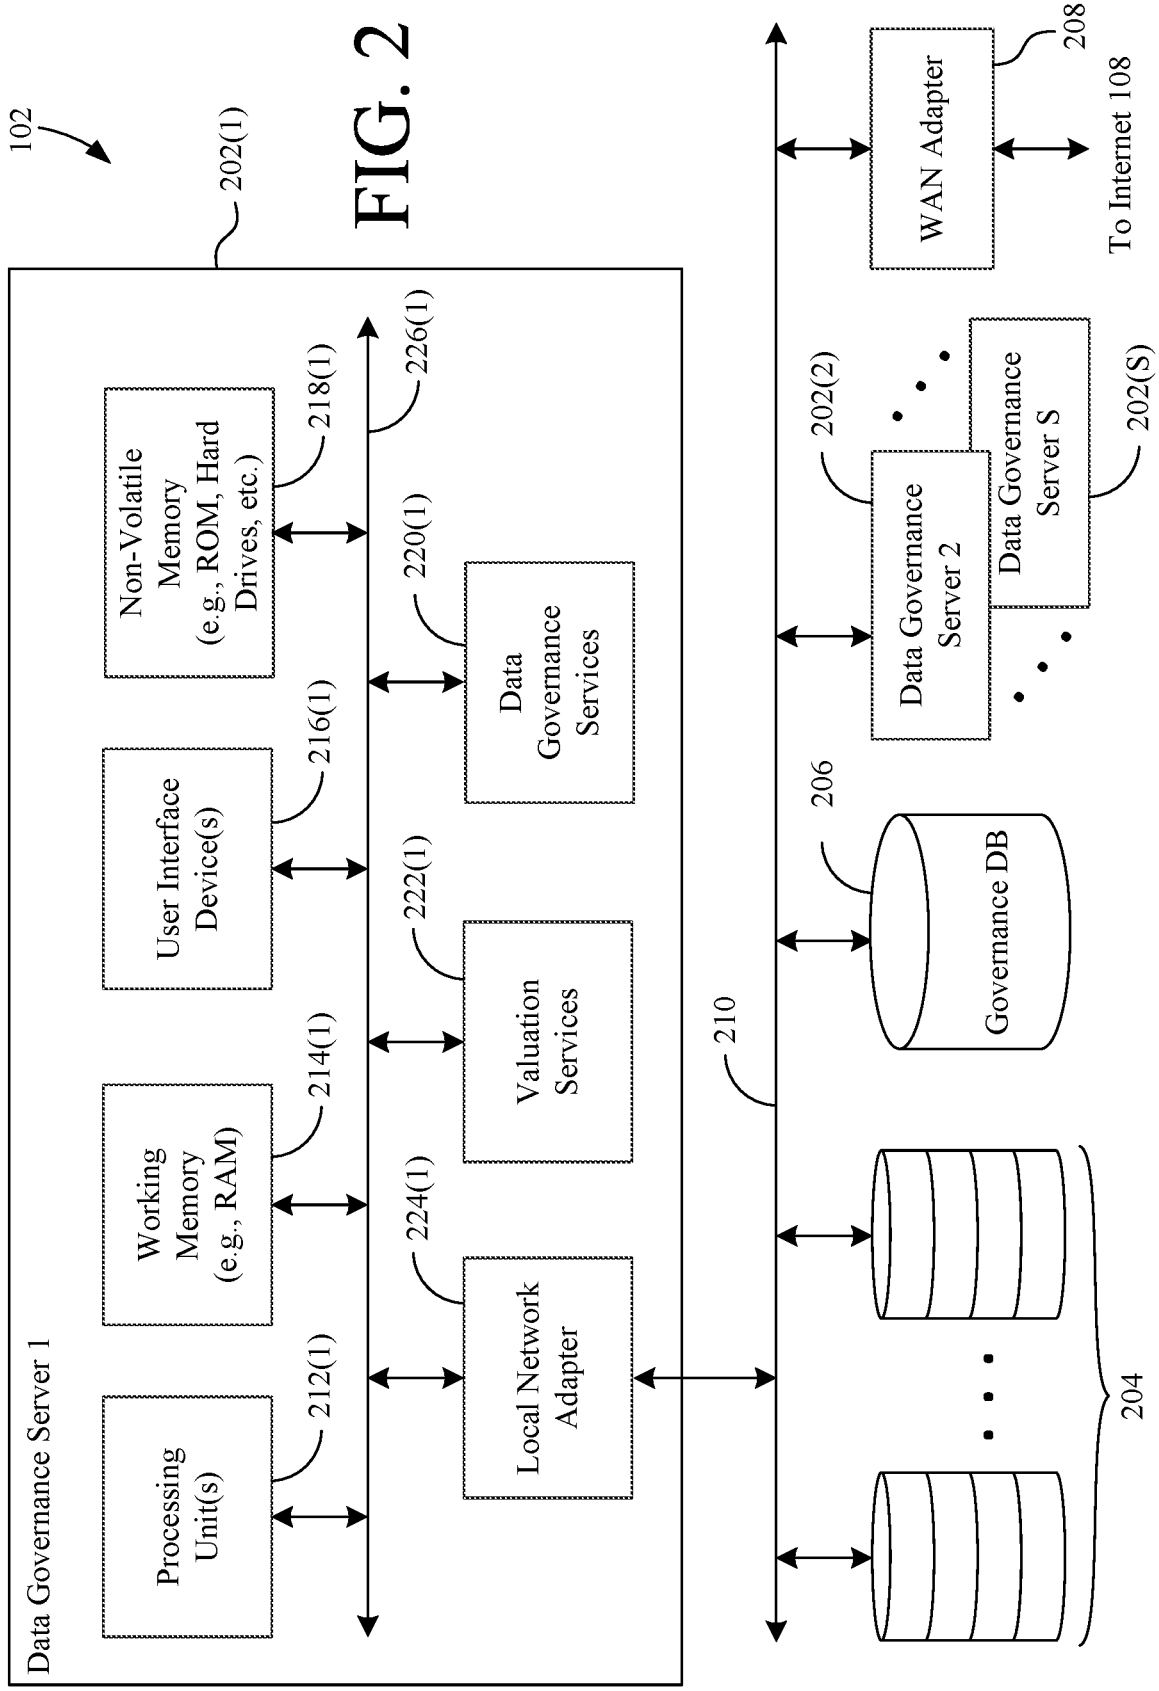 102
Data Governance Server 1
202(1)
Processing
Unit(s)
212(1)
Working
Memory
(e.g., RAM)
214(1)
User Interface
Device(s)
216(1)
Non-Volatile
Memory
(e.g., ROM, Hard
Drives, etc.)
218(1)
226(1)
Local Network
Adapter
224(1)
Valuation
Services
222(1)
Data
Governance
Services
220(1)
FIG. 2
210
204
Governance DB
206
Data Governance
Server 2
202(2)
Data Governance
Server S
202(S)
WAN Adapter
208
To Internet 108